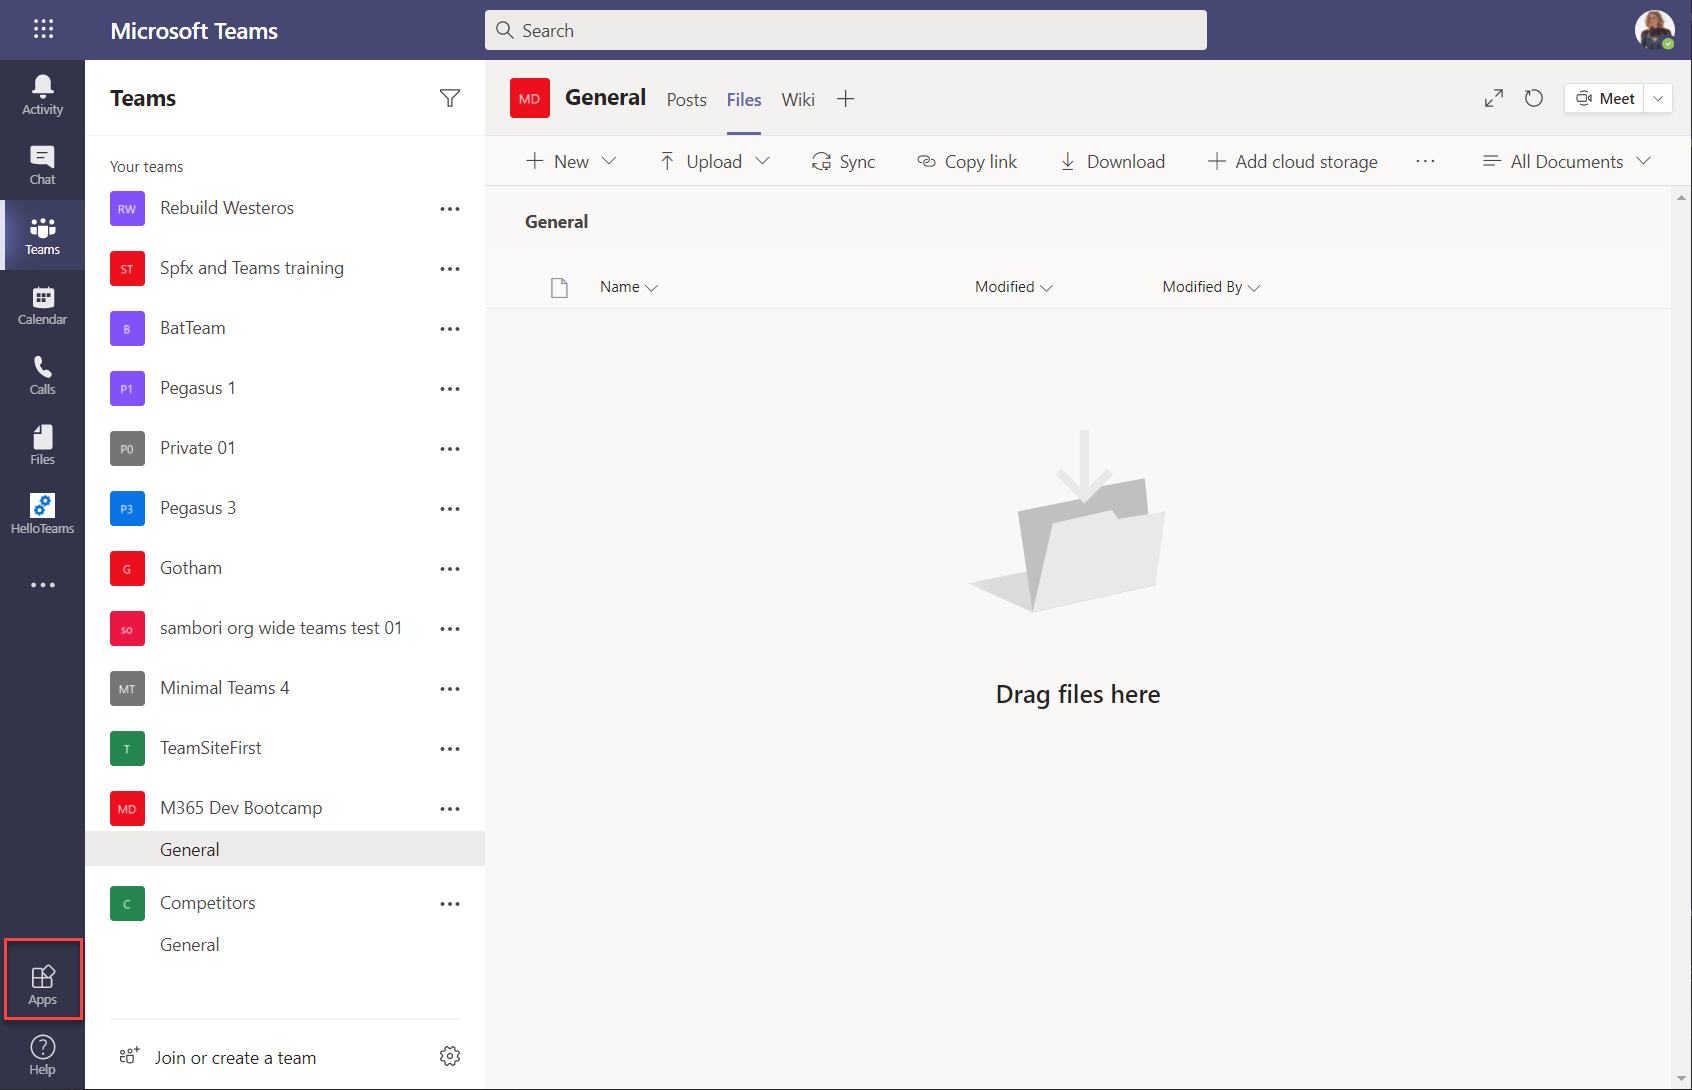 Microsoft Teams
Search
Activity
Chat
Teams
Calendar
Calls
Files
HelloTeams
Apps
Help
Teams
Your teams
RW Rebuild Westeros
ST Spfx and Teams training
B BatTeam
P1 Pegasus 1
P0 Private 01
P3 Pegasus 3
G Gotham
so sambori org wide teams test 01
MT Minimal Teams 4
T TeamSiteFirst
MD M365 Dev Bootcamp
General
C Competitors
General
Join or create a team
MD General Posts Files Wiki
Meet
New Upload Sync Copy link Download Add cloud storage All Documents
General
Name Modified Modified By
Drag files here